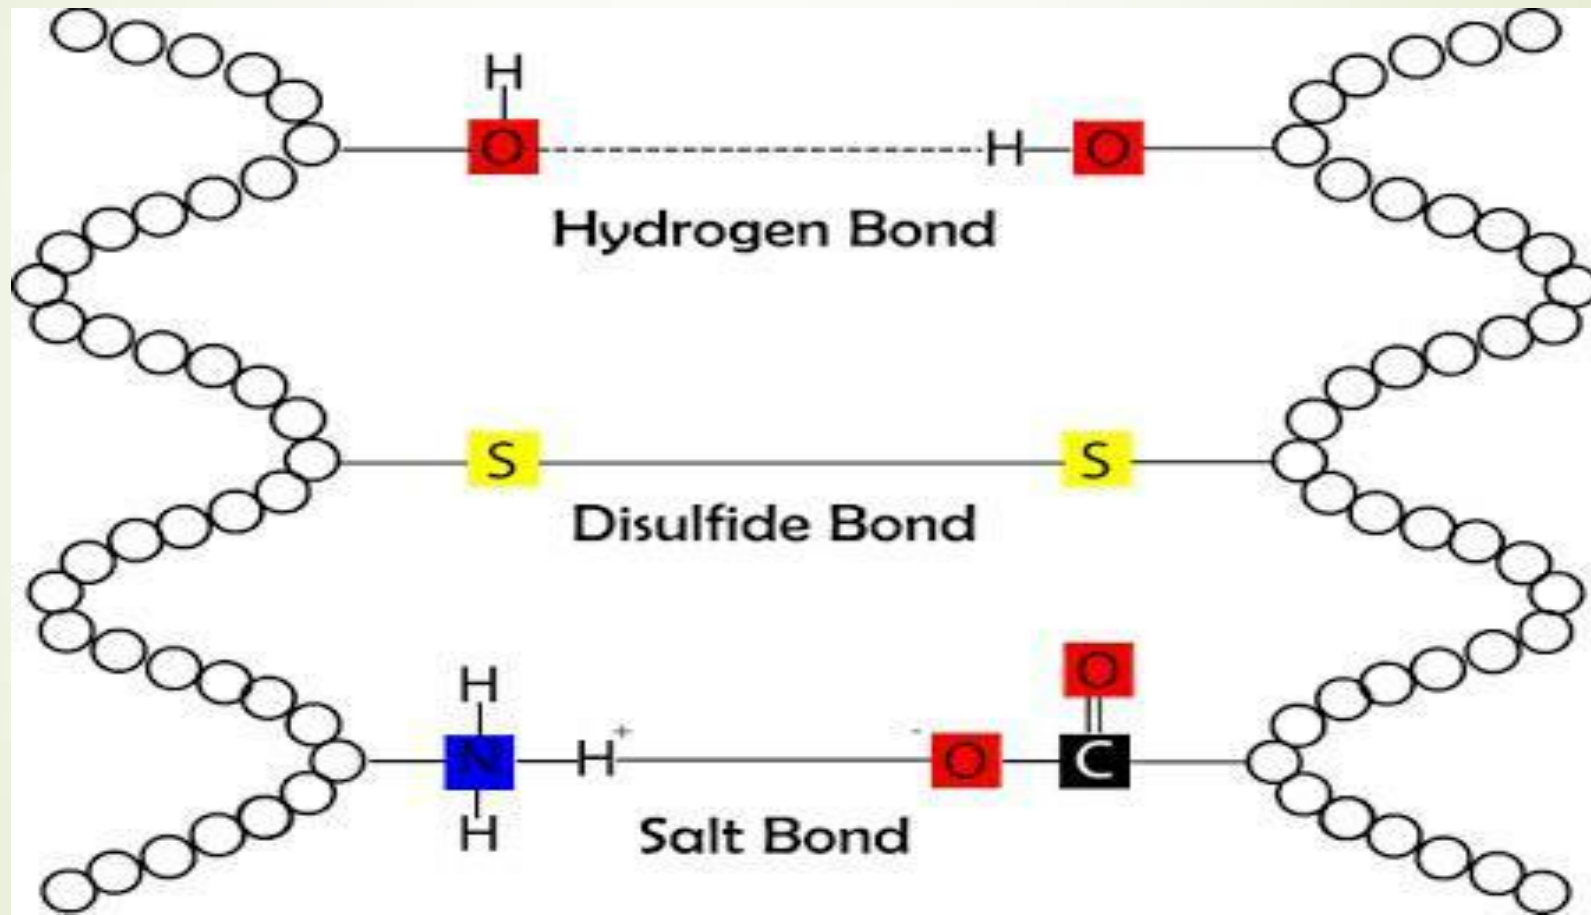 H
O H O
Hydrogen Bond
S S
Disulfide Bond
O
H
N H + - O C
H
Salt Bond